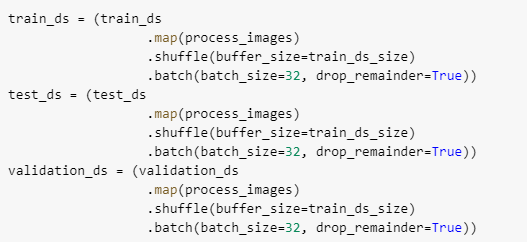 train_ds = (train_ds
                  .map(process_images)
                  .shuffle(buffer_size=train_ds_size)
                  .batch(batch_size=32, drop_remainder=True))
test_ds = (test_ds
                  .map(process_images)
                  .shuffle(buffer_size=train_ds_size)
                  .batch(batch_size=32, drop_remainder=True))
validation_ds = (validation_ds
                  .map(process_images)
                  .shuffle(buffer_size=train_ds_size)
                  .batch(batch_size=32, drop_remainder=True))